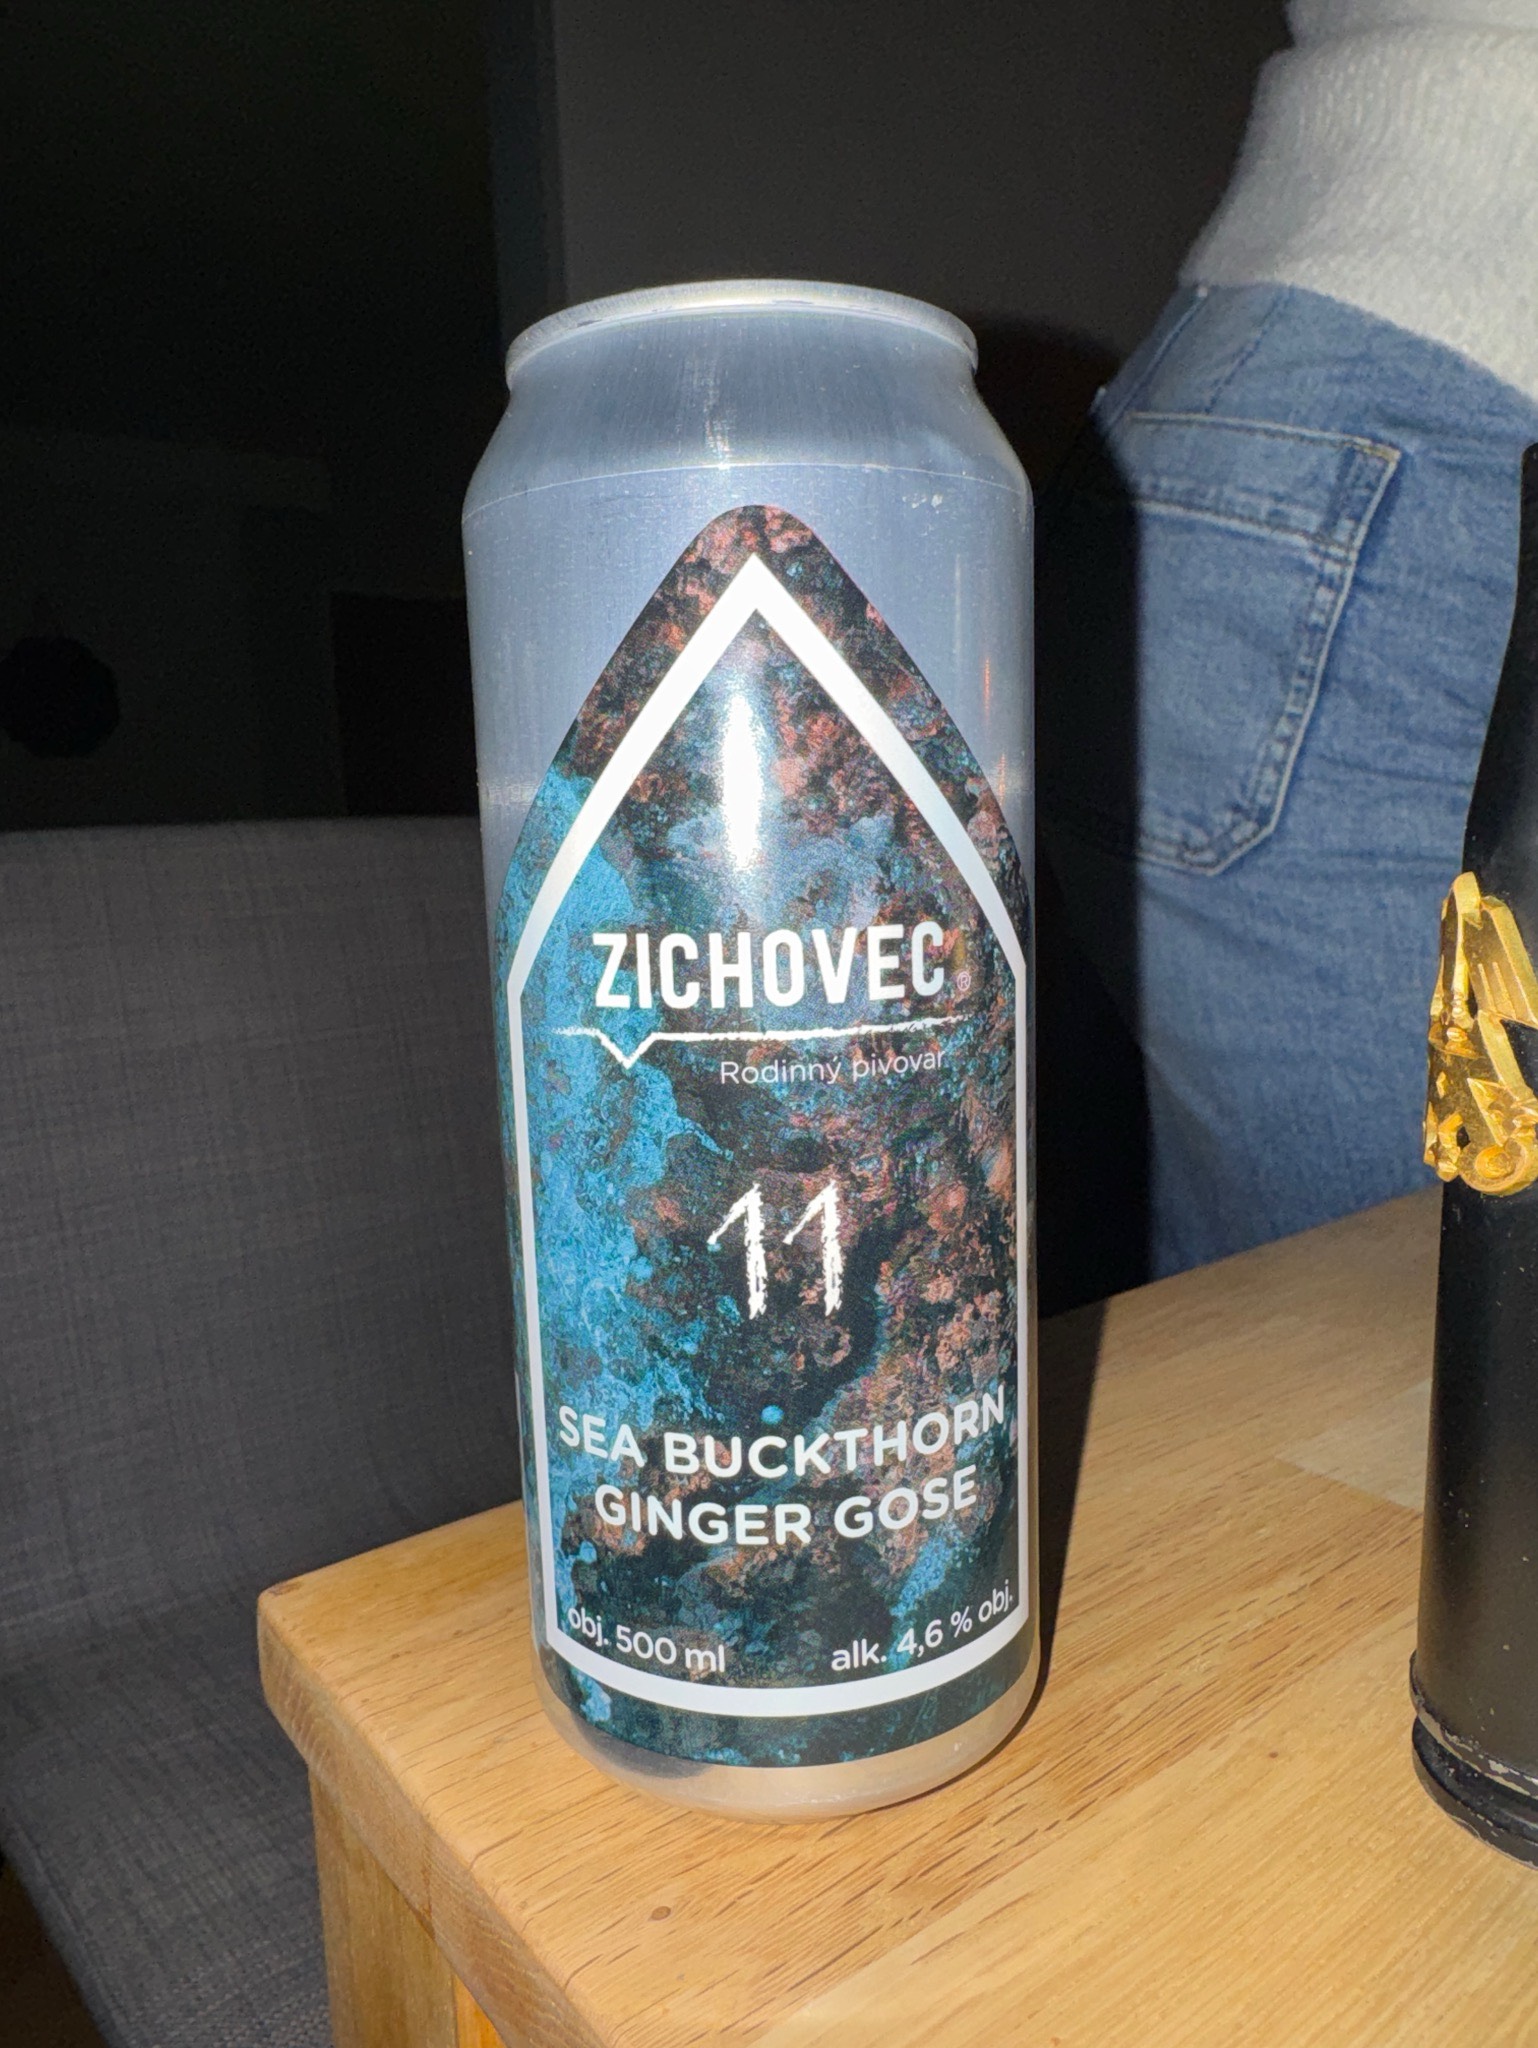 ZICHOVEC®
Rodinný pivovar
11
SEA BUCKTHORN
GINGER GOSE
obj. 500 ml
alk. 4,6 % obj.